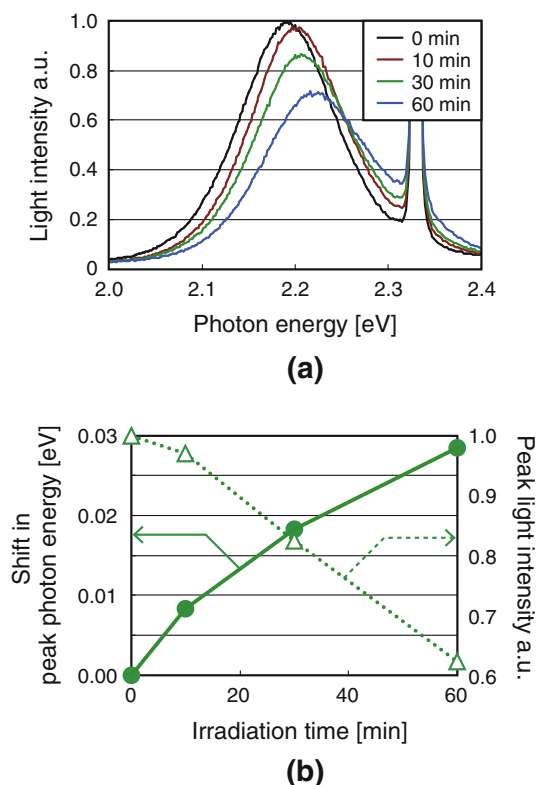 1.0
0.8
0.6
0.4
0.2
0
Light intensity a.u.
0 min
10 min
30 min
60 min
2.0 2.1 2.2 2.3 2.4
Photon energy [eV]
(a)
0.03
0.02
0.01
0.00
Shift in
peak photon energy [eV]
1.0
0.9
0.8
0.7
0.6
Peak light intensity a.u.
0 20 40 60
Irradiation time [min]
(b)